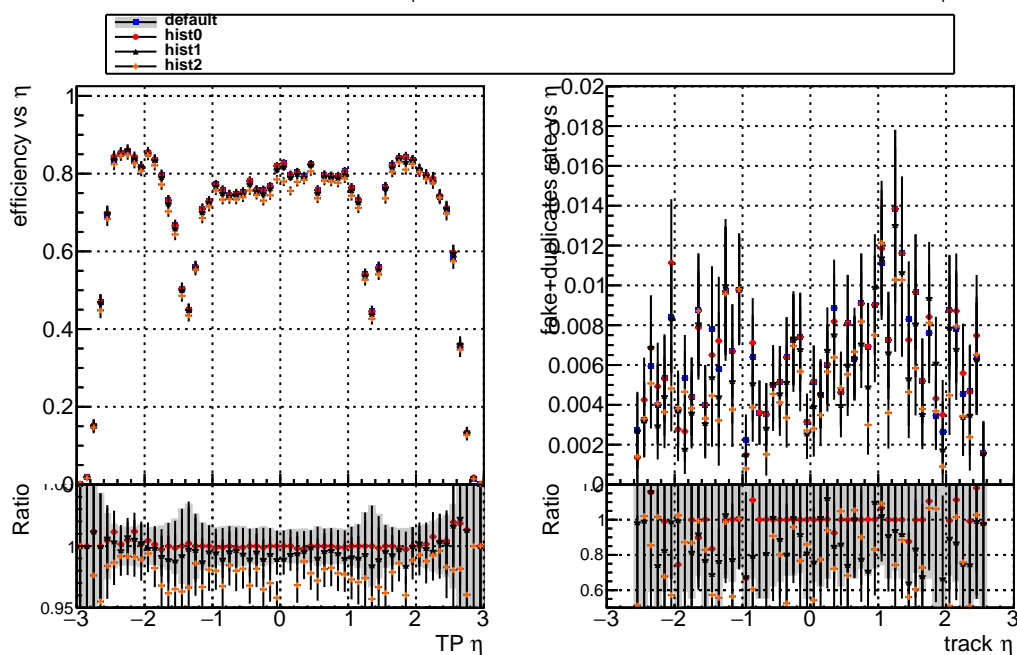 default
hist0
hist1
hist2
efficiency vs η
1
0.8
0.6
0.4
0.2
0
Ratio
1
0.95
−3 −2 −1 0 1 2 3
TP η
fake+duplicates rate vs η
0.02
0.018
0.016
0.014
0.012
0.01
0.008
0.006
0.004
0.002
0
Ratio
1
0.8
0.6
−3 −2 −1 0 1 2 3
track η